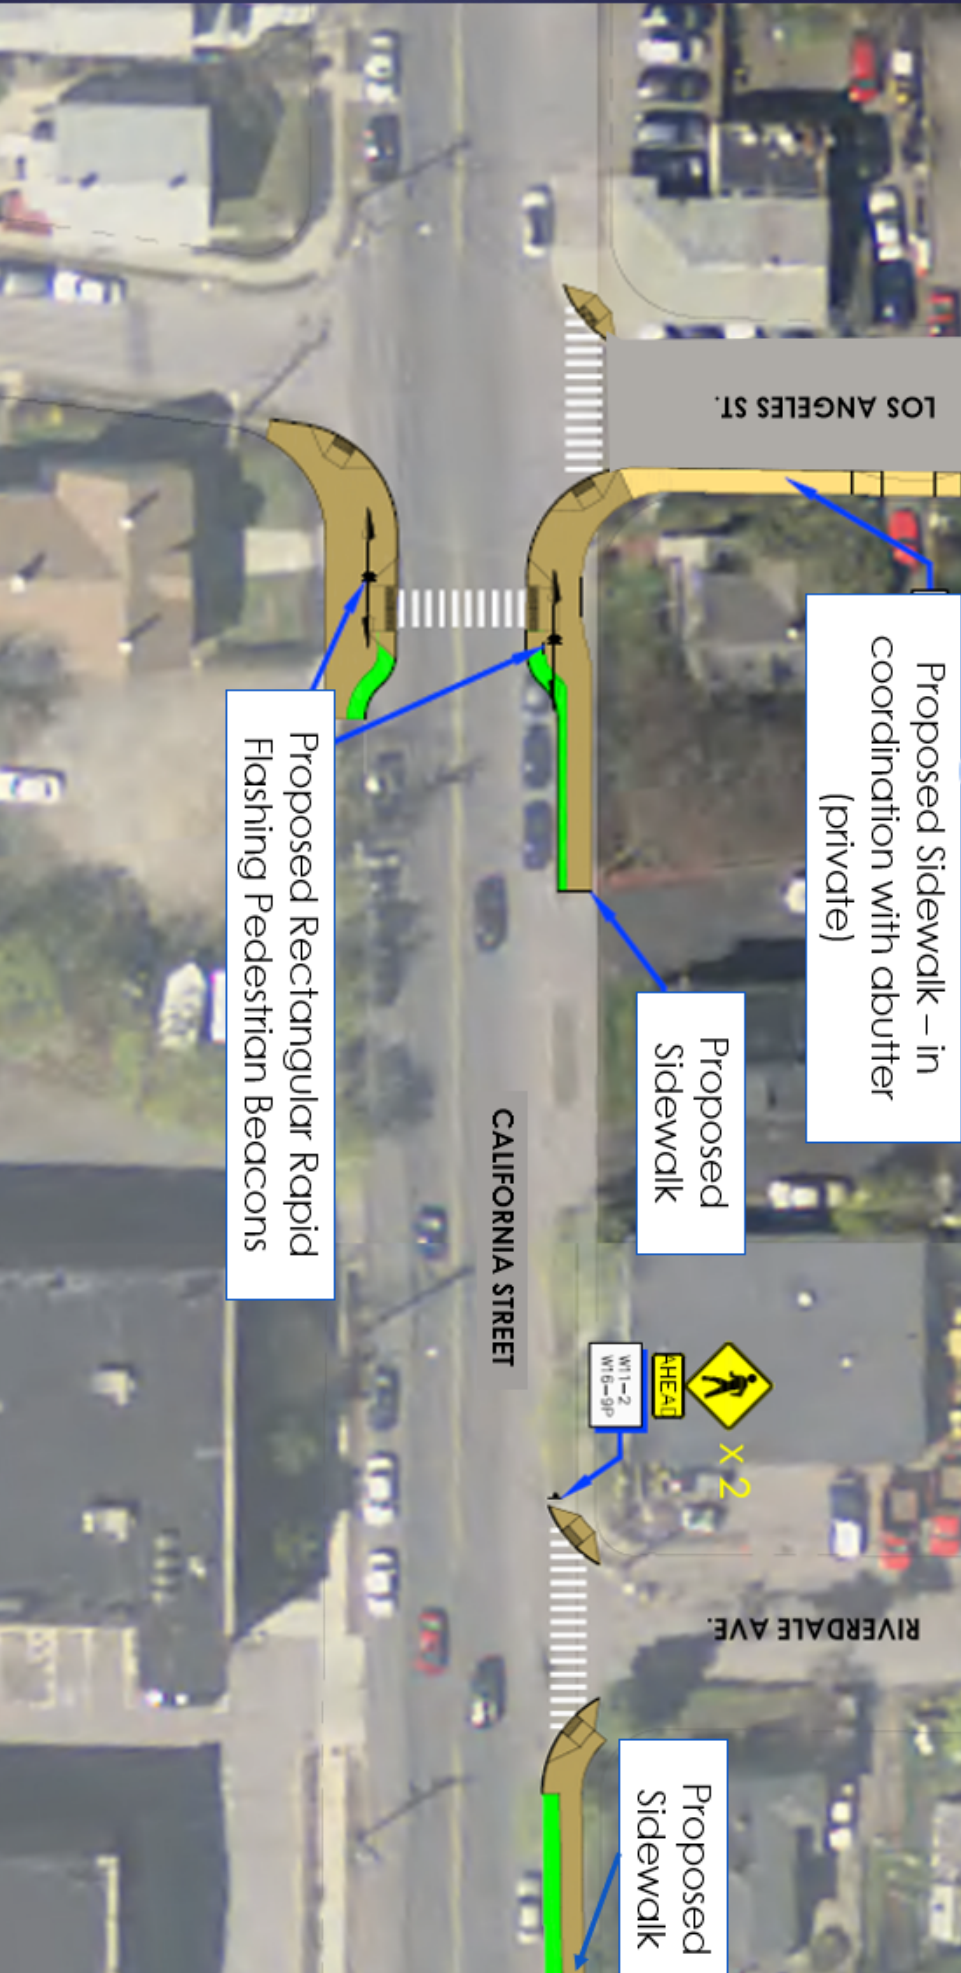 LOS ANGELES ST.
Proposed Sidewalk – in
coordination with abutter
(private)
Proposed Rectangular Rapid
Flashing Pedestrian Beacons
Proposed
Sidewalk
CALIFORNIA STREET
AHEAD
W11-2
W16-9P
x 2
RIVERDALE AVE.
Proposed
Sidewalk